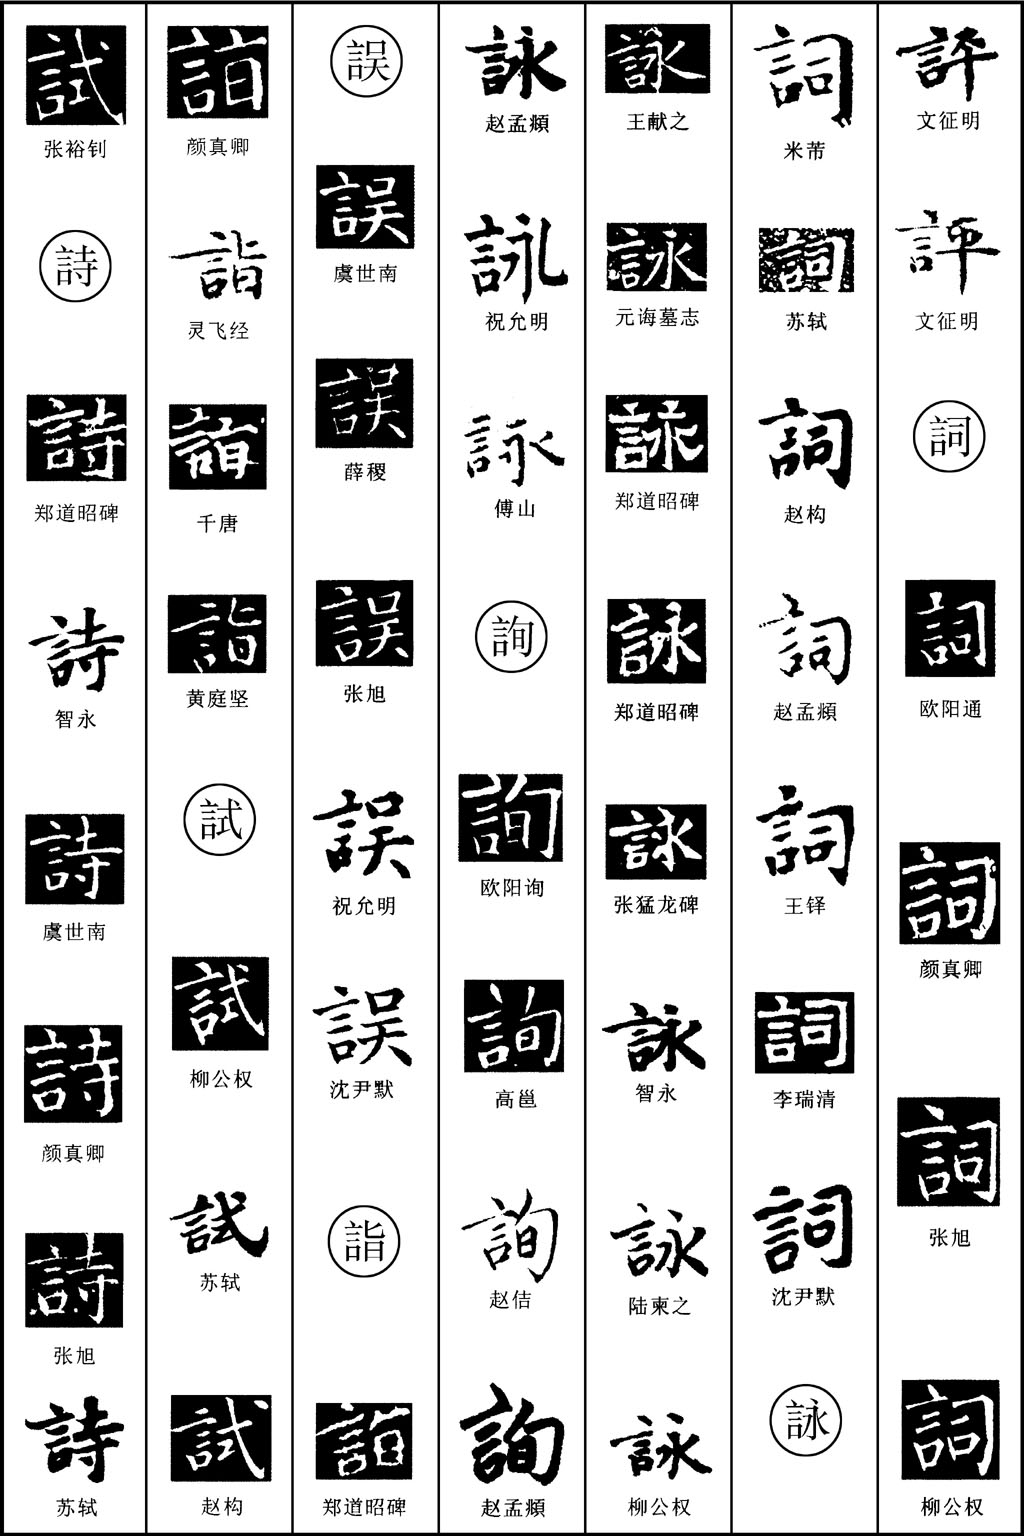 評
文征明
評
文征明
詞
詞
欧阳通
詞
颜真卿
詞
张旭
詞
柳公权
詞
米芾
詞
苏轼
詞
赵构
詞
赵孟頫
詞
王铎
詞
李瑞清
詞
沈尹默
詠
詠
王献之
詠
元诲墓志
詠
郑道昭碑
詠
郑道昭碑
詠
张猛龙碑
詠
智永
詠
陆柬之
詠
柳公权
詠
赵孟頫
詠
祝允明
詠
傅山
詢
詢
欧阳询
詢
高邕
詢
赵佶
詢
赵孟頫
誤
誤
虞世南
誤
薛稷
誤
张旭
誤
祝允明
誤
沈尹默
詣
詣
郑道昭碑
詣
颜真卿
詣
灵飞经
詣
千唐
詣
黄庭坚
試
試
柳公权
試
苏轼
試
赵构
試
张裕钊
詩
詩
郑道昭碑
詩
智永
詩
虞世南
詩
颜真卿
詩
张旭
詩
苏轼